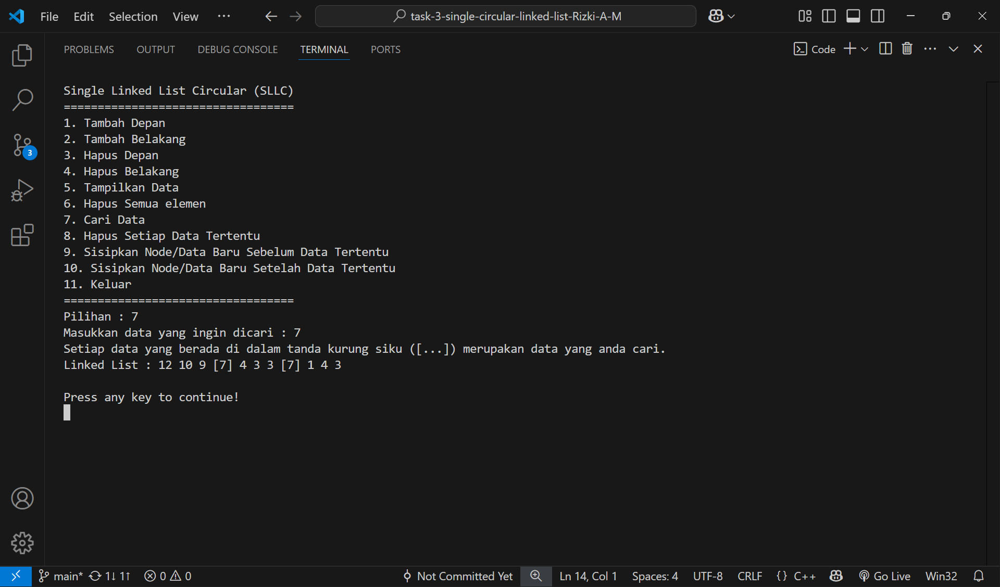 File Edit Selection View ··· task-3-single-circular-linked-list-Rizki-A-M
PROBLEMS OUTPUT DEBUG CONSOLE TERMINAL PORTS Code
Single Linked List Circular (SLLC)
==================================
1. Tambah Depan
2. Tambah Belakang
3. Hapus Depan
4. Hapus Belakang
5. Tampilkan Data
6. Hapus Semua elemen
7. Cari Data
8. Hapus Setiap Data Tertentu
9. Sisipkan Node/Data Baru Sebelum Data Tertentu
10. Sisipkan Node/Data Baru Setelah Data Tertentu
11. Keluar
==================================
Pilihan : 7
Masukkan data yang ingin dicari : 7
Setiap data yang berada di dalam tanda kurung siku ([...]) merupakan data yang anda cari.
Linked List : 12 10 9 [7] 4 3 3 [7] 1 4 3
Press any key to continue!
3
main* 1↓ 1↑ 0 0 Not Committed Yet Ln 14, Col 1 Spaces: 4 UTF-8 CRLF {} C++ Go Live Win32